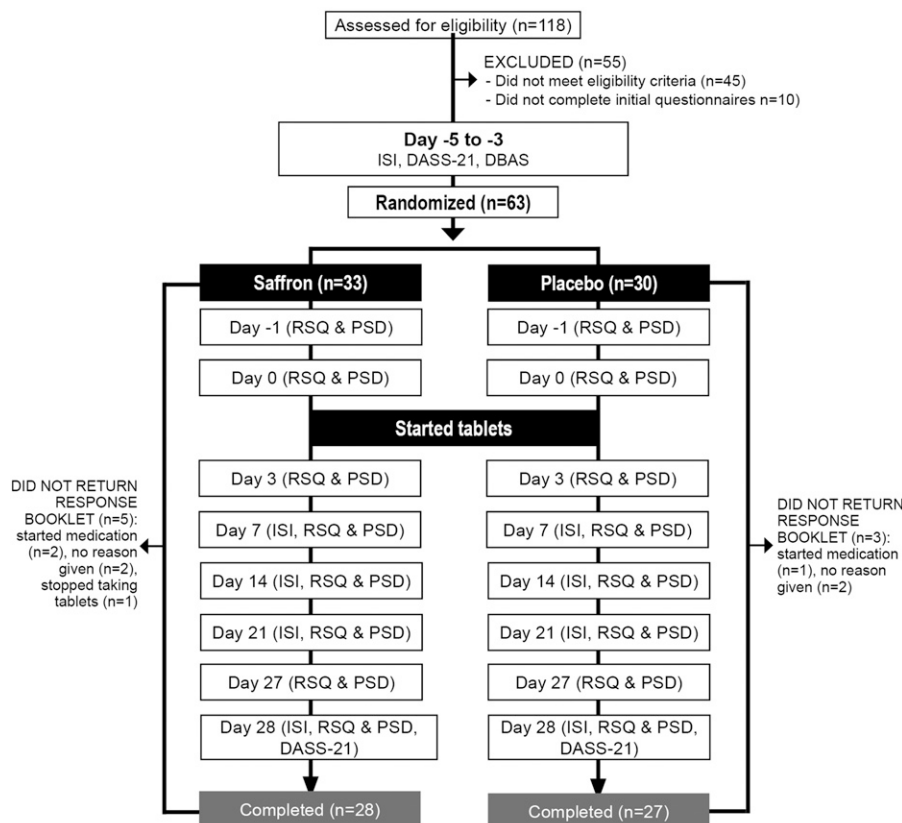 Assessed for eligibility (n=118)
EXCLUDED (n=55)
- Did not meet eligibility criteria (n=45)
- Did not complete initial questionnaires n=10)
Day -5 to -3
ISI, DASS-21, DBAS
Randomized (n=63)
Saffron (n=33)
Placebo (n=30)
Day -1 (RSQ & PSD)
Day -1 (RSQ & PSD)
Day 0 (RSQ & PSD)
Day 0 (RSQ & PSD)
Started tablets
Day 3 (RSQ & PSD)
Day 3 (RSQ & PSD)
Day 7 (ISI, RSQ & PSD)
Day 7 (ISI, RSQ & PSD)
Day 14 (ISI, RSQ & PSD)
Day 14 (ISI, RSQ & PSD)
Day 21 (ISI, RSQ & PSD)
Day 21 (ISI, RSQ & PSD)
Day 27 (RSQ & PSD)
Day 27 (RSQ & PSD)
Day 28 (ISI, RSQ & PSD,
DASS-21)
Day 28 (ISI, RSQ & PSD,
DASS-21)
DID NOT RETURN
RESPONSE
BOOKLET (n=5):
started medication
(n=2), no reason
given (n=2),
stopped taking
tablets (n=1)
DID NOT RETURN
RESPONSE
BOOKLET (n=3):
started medication
(n=1), no reason
given (n=2)
Completed (n=28)
Completed (n=27)